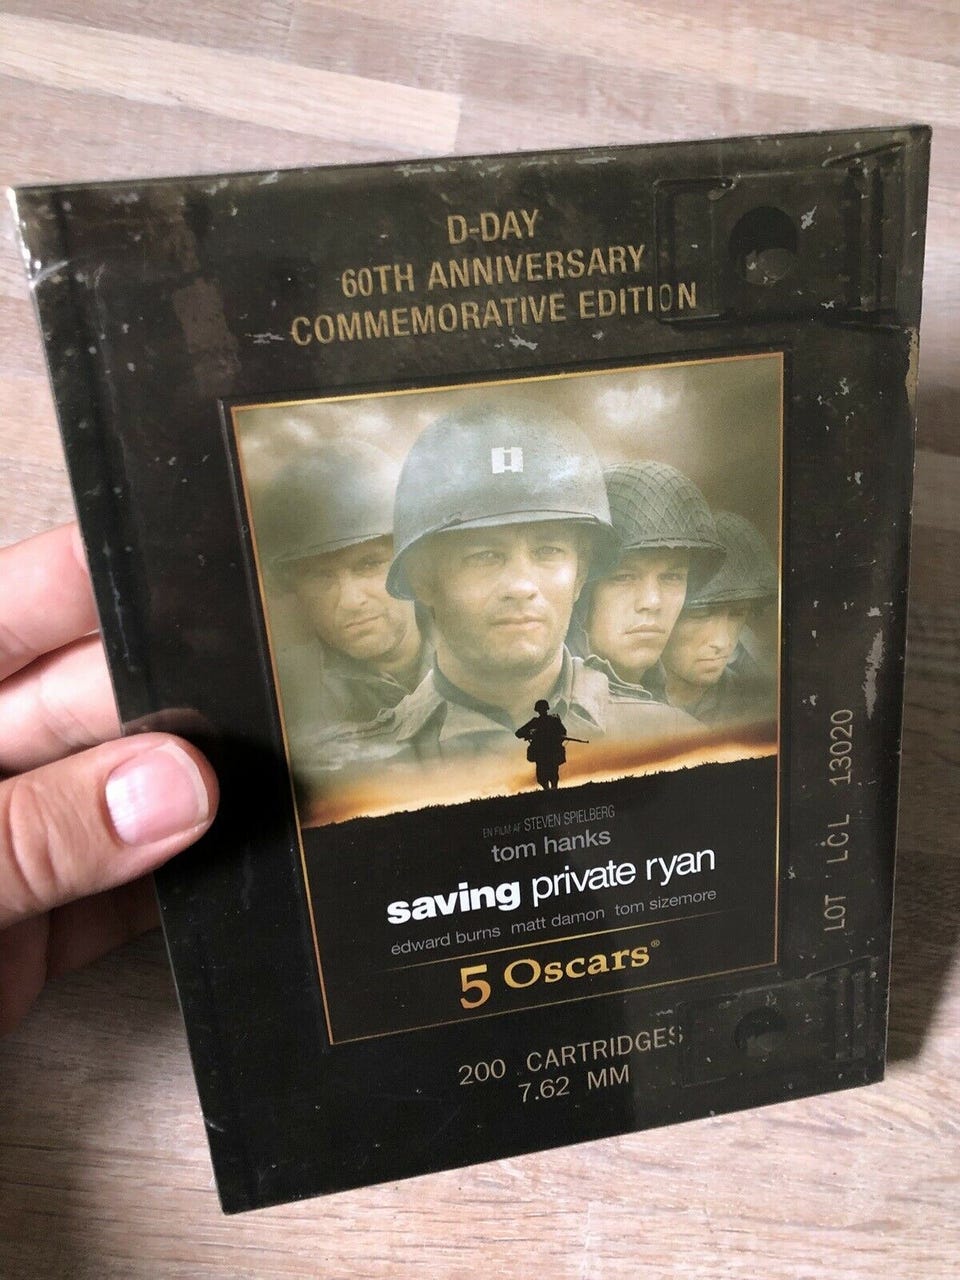 D-DAY
60TH ANNIVERSARY
COMMEMORATIVE EDITION
EN FILM AF STEVEN SPIELBERG
tom hanks
saving private ryan
edward burns matt damon tom sizemore
5 Oscars®
200 CARTRIDGES
7.62 MM
LOT LCL 13020